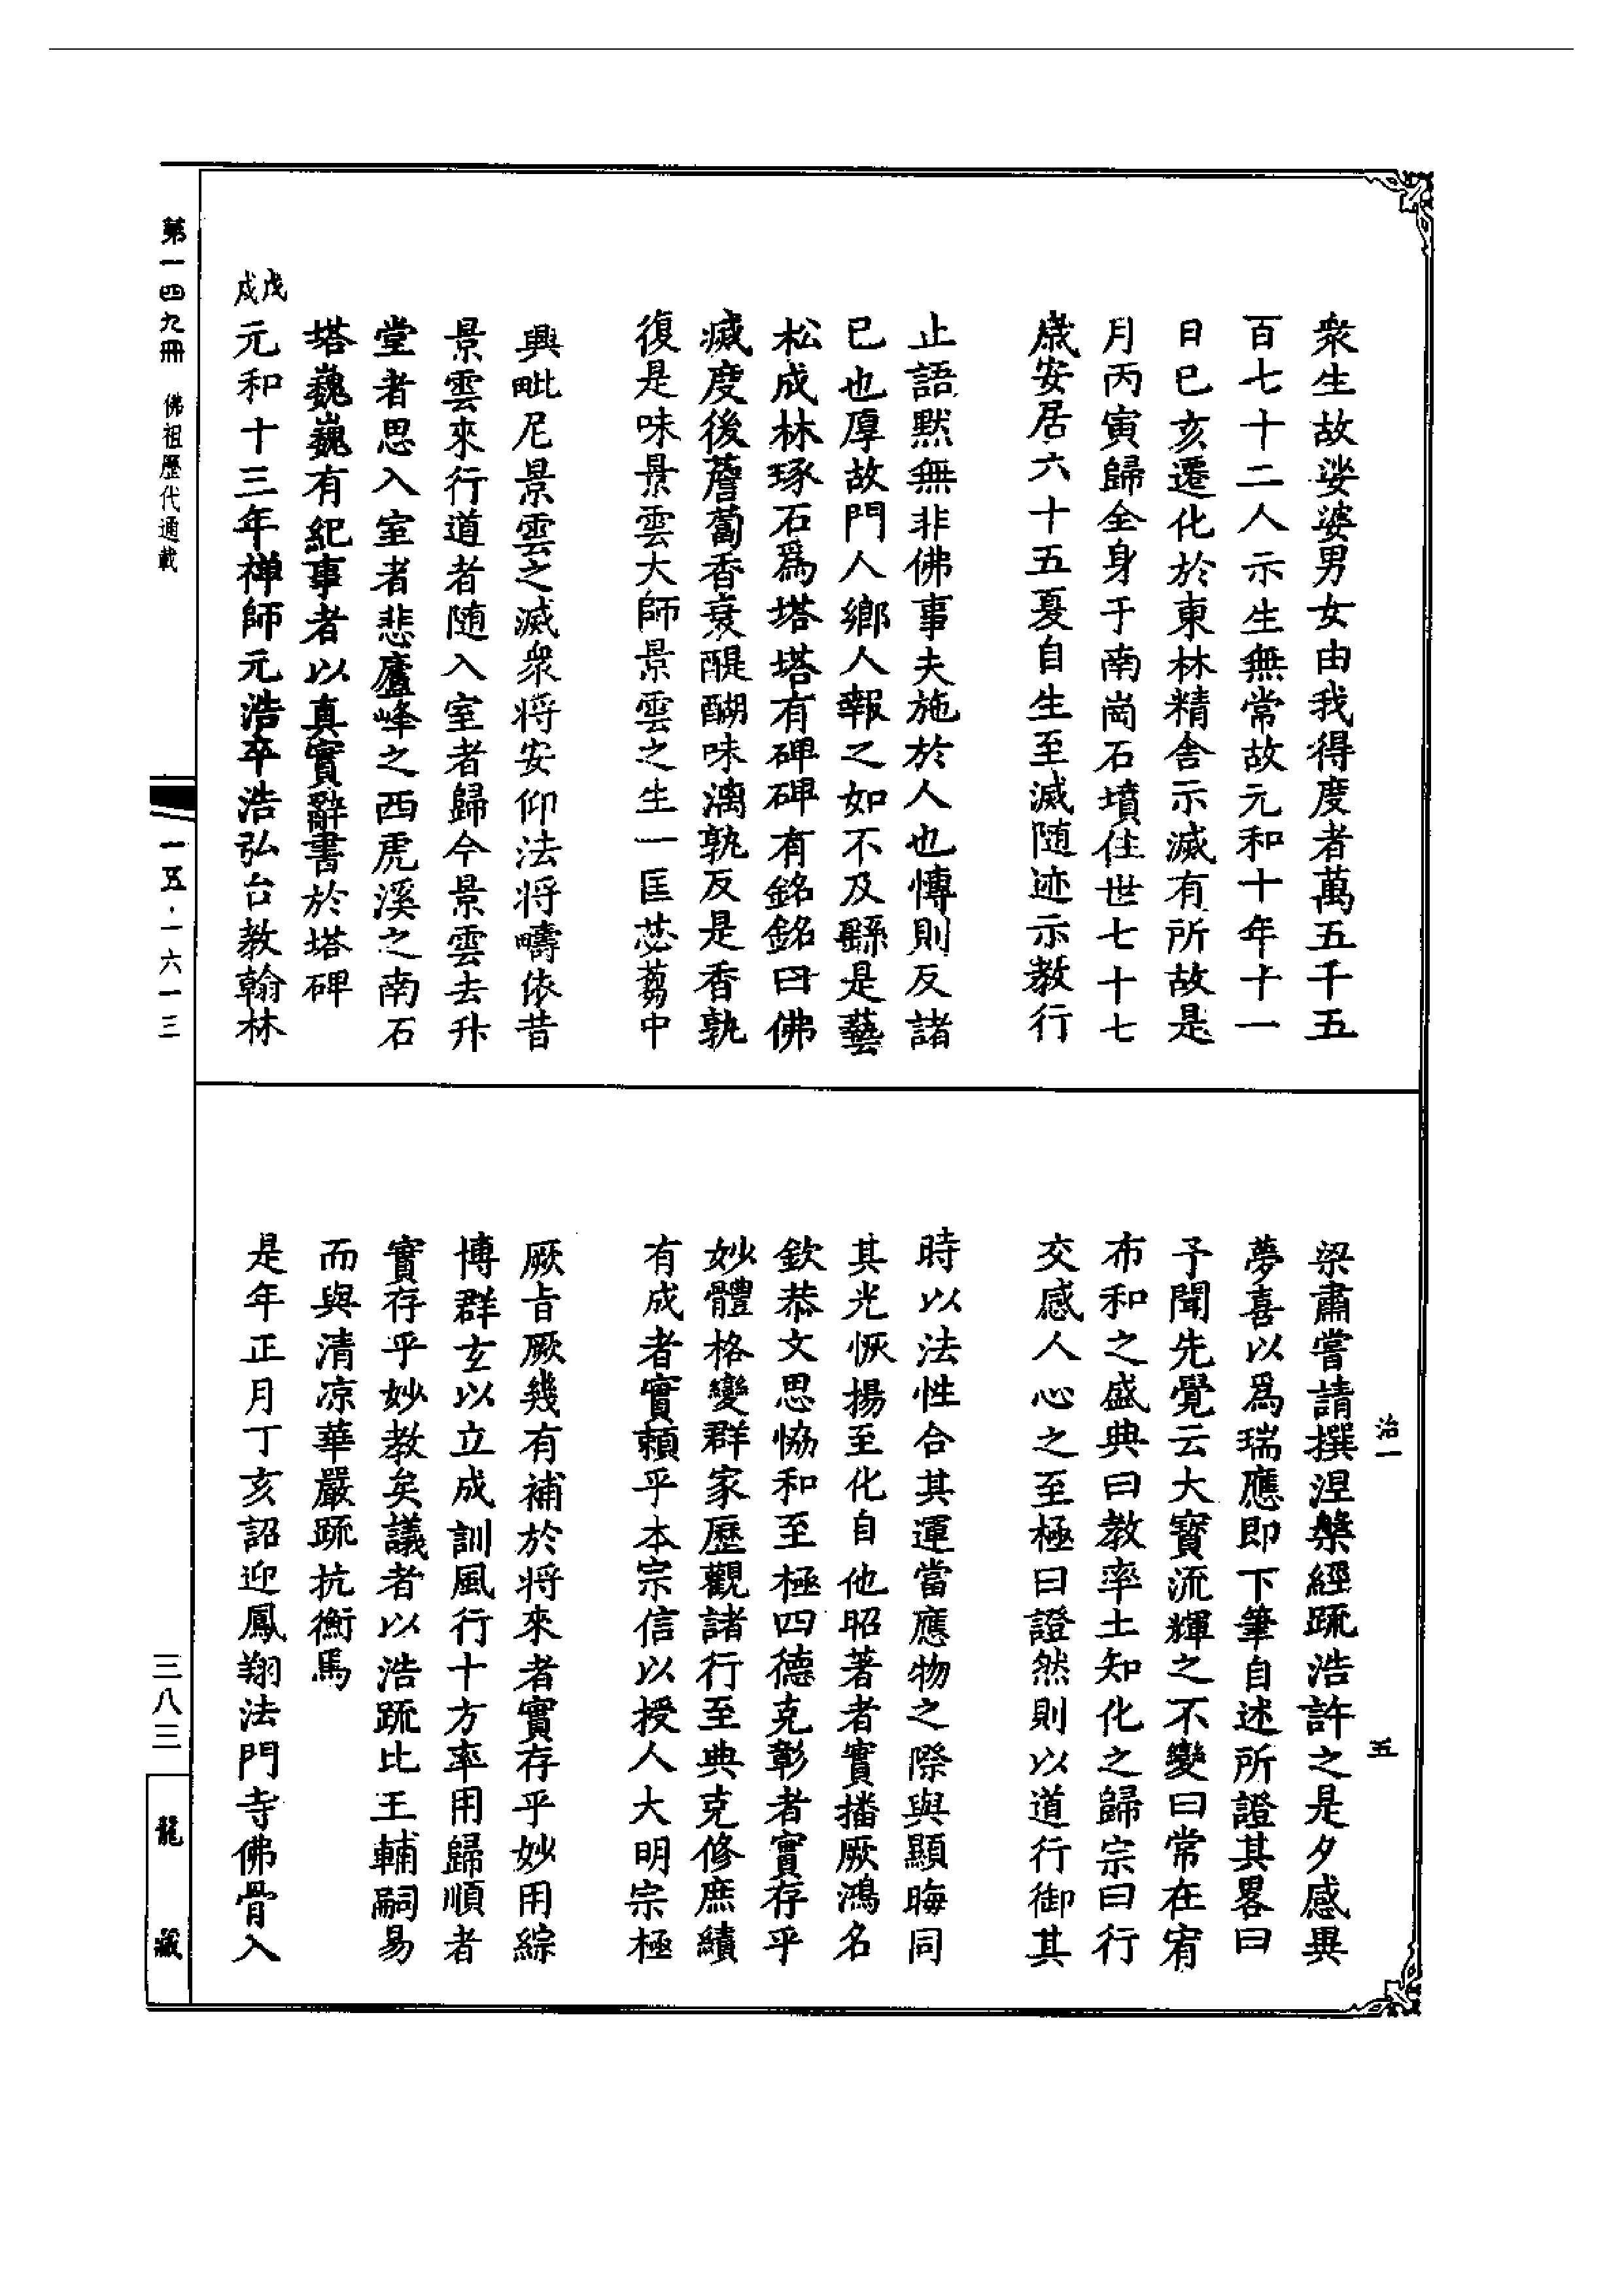 衆生故娑婆男女由我得度者萬五千五
百七十二人示生無常故元和十年十一
日巳亥遷化於東林精舍示滅有所故是
月丙寅歸全身于南崗石墳住世七十七
歲安居六十五夏自生至滅隨迹示教行
止語默無非佛事夫施於人也愽則反諸
已也厚故門人鄉人報之如不及繇是藝
松成林琢石爲塔塔有碑碑有銘銘曰佛
滅度後薝蔔香衰醍醐味漓孰反是香孰
復是味景雲大師景雲之生一匡苾蒭中
興毗尼景雲之滅衆將安仰法將疇依昔
景雲來行道者隨入室者歸今景雲去升
堂者思入室者悲廬峰之西虎溪之南石
塔巍巍有紀事者以真實辭書於塔碑
戊戍
元和十三年禅師元浩卒浩弘台教翰林
梁肅嘗請撰涅槃經疏浩許之是夕感異
夢喜以爲瑞應即下筆自述所證其畧曰
予聞先覺云大寳流輝之不變曰常在宥
布和之盛典曰教率土知化之歸宗曰行
交感人心之至極曰證然則以道行御其
時以法性合其運當應物之際與顯晦同
其光恢揚至化自他昭著者實播厥鴻名
欽恭文思恊和至極四德克彰者實存乎
妙體格變群家歷觀諸行至典克修庶績
有成者實賴乎本宗信以授人大明宗極
厥旨厥幾有補於將來者實存乎妙用綜
博群玄以立成訓風行十方率用歸順者
實存乎妙教矣議者以浩疏比王輔嗣易
而與清凉華嚴疏抗衡焉
是年正月丁亥詔迎鳳翔法門寺佛骨入
治一
五
第一四九冊 佛祖歷代通載
一五·一六一三
三八三
龍藏